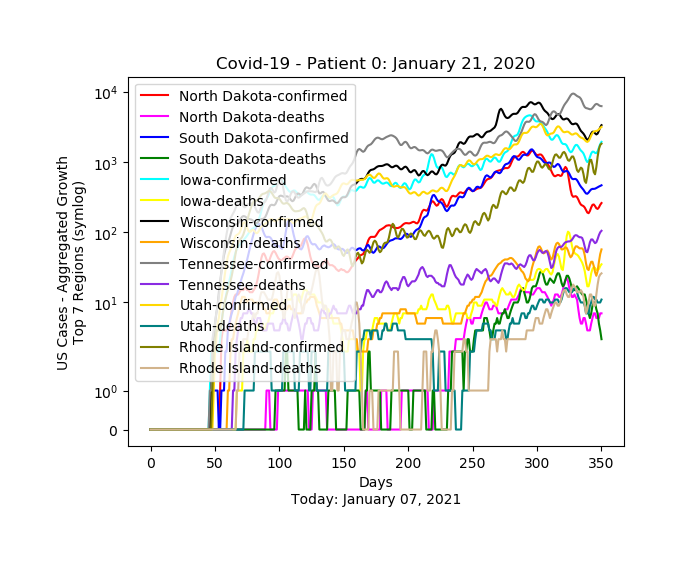 Covid-19 - Patient 0: January 21, 2020
US Cases - Aggregated Growth
Top 7 Regions (symlog)
10^4
10^3
10^2
10^1
10^0
0
North Dakota-confirmed
North Dakota-deaths
South Dakota-confirmed
South Dakota-deaths
Iowa-confirmed
Iowa-deaths
Wisconsin-confirmed
Wisconsin-deaths
Tennessee-confirmed
Tennessee-deaths
Utah-confirmed
Utah-deaths
Rhode Island-confirmed
Rhode Island-deaths
0 50 100 150 200 250 300 350
Days
Today: January 07, 2021